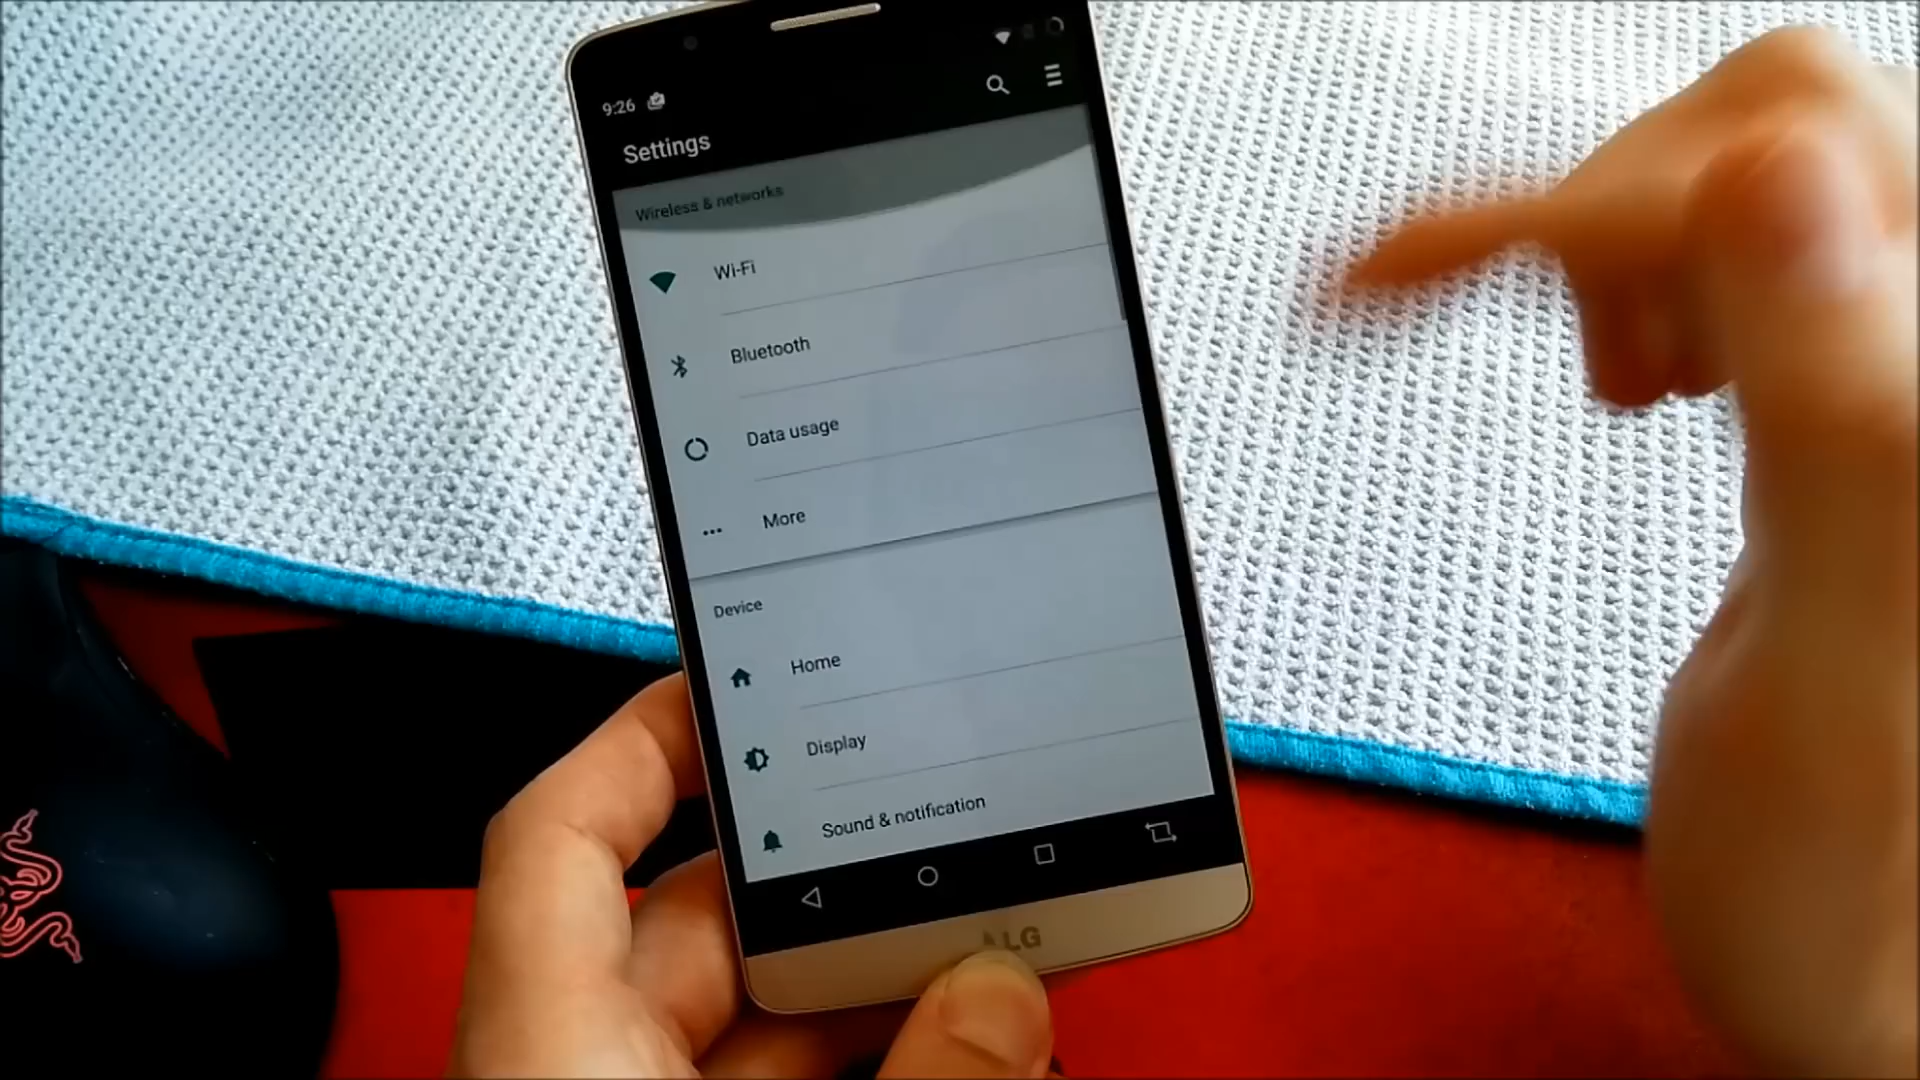 9:26
Settings
Wireless & networks
Wi-Fi
Bluetooth
Data usage
More
Device
Home
Display
Sound & notification
LG